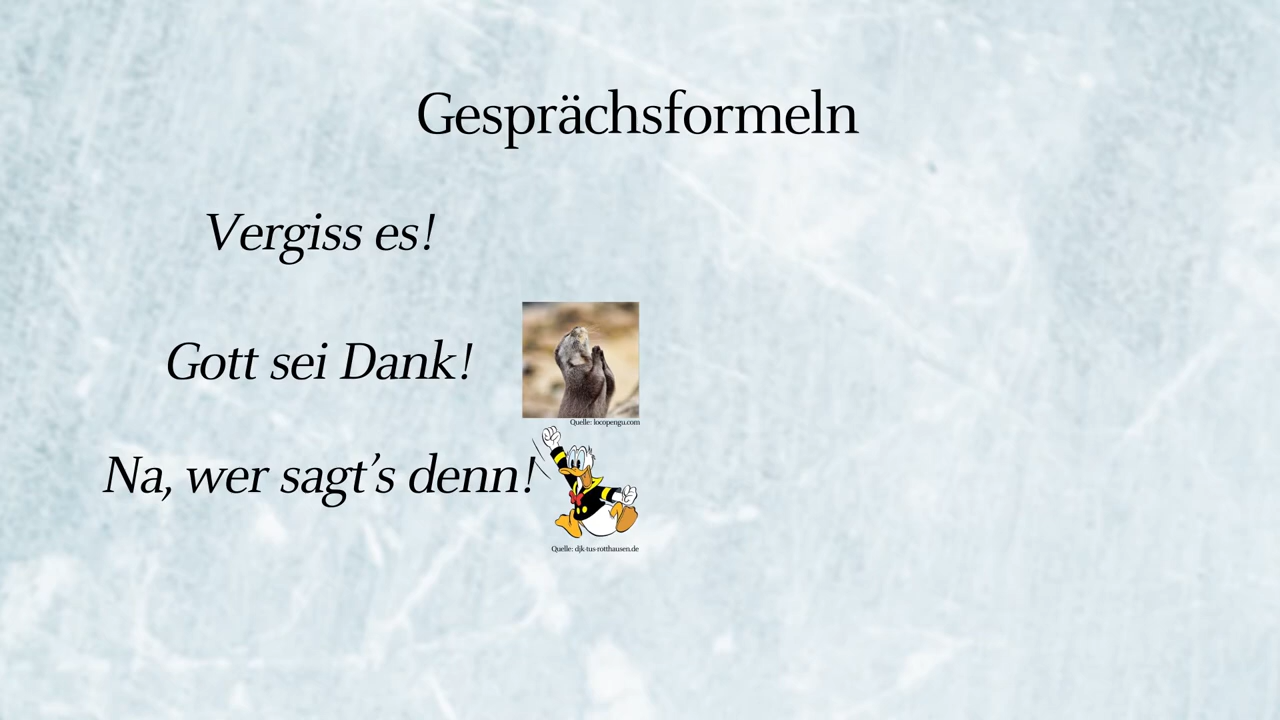 Gesprächsformeln
Vergiss es!
Gott sei Dank!
Quelle: locopengu.com
Na, wer sagt’s denn!
Quelle: djk-tus-rotthausen.de